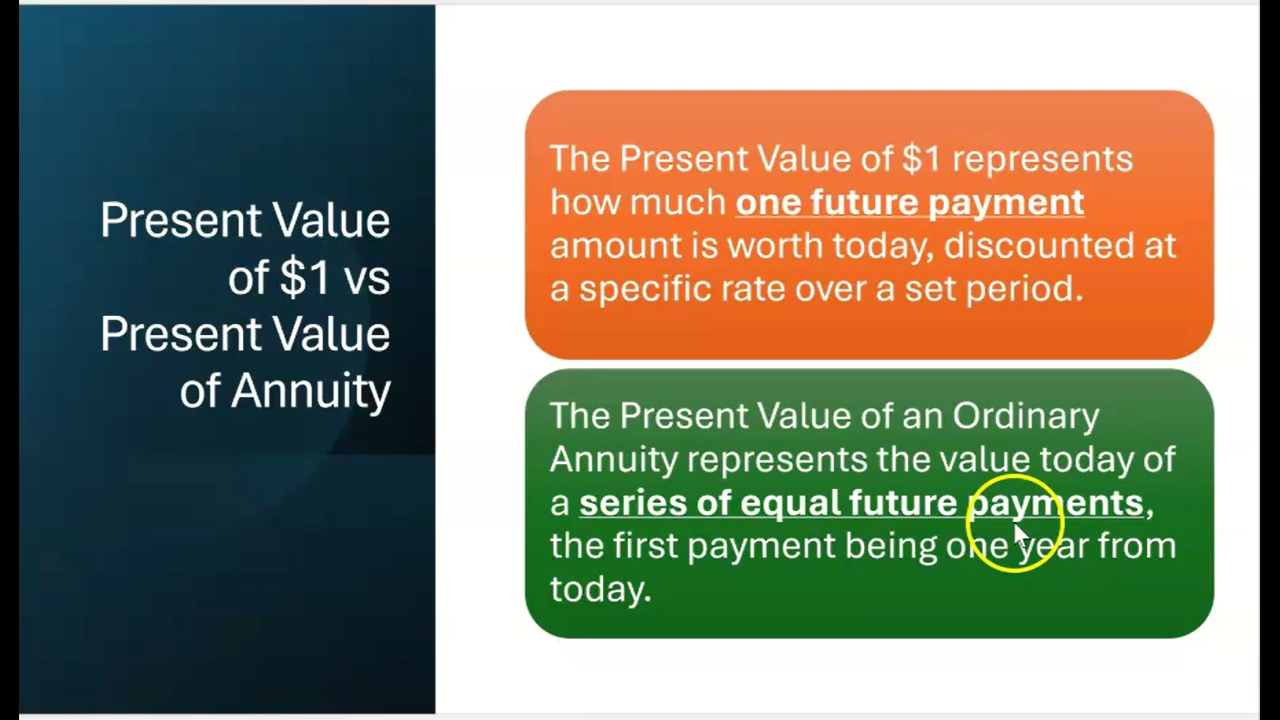 Present Value
of $1 vs
Present Value
of Annuity
The Present Value of $1 represents
how much one future payment
amount is worth today, discounted at
a specific rate over a set period.
The Present Value of an Ordinary
Annuity represents the value today of
a series of equal future payments,
the first payment being one year from
today.